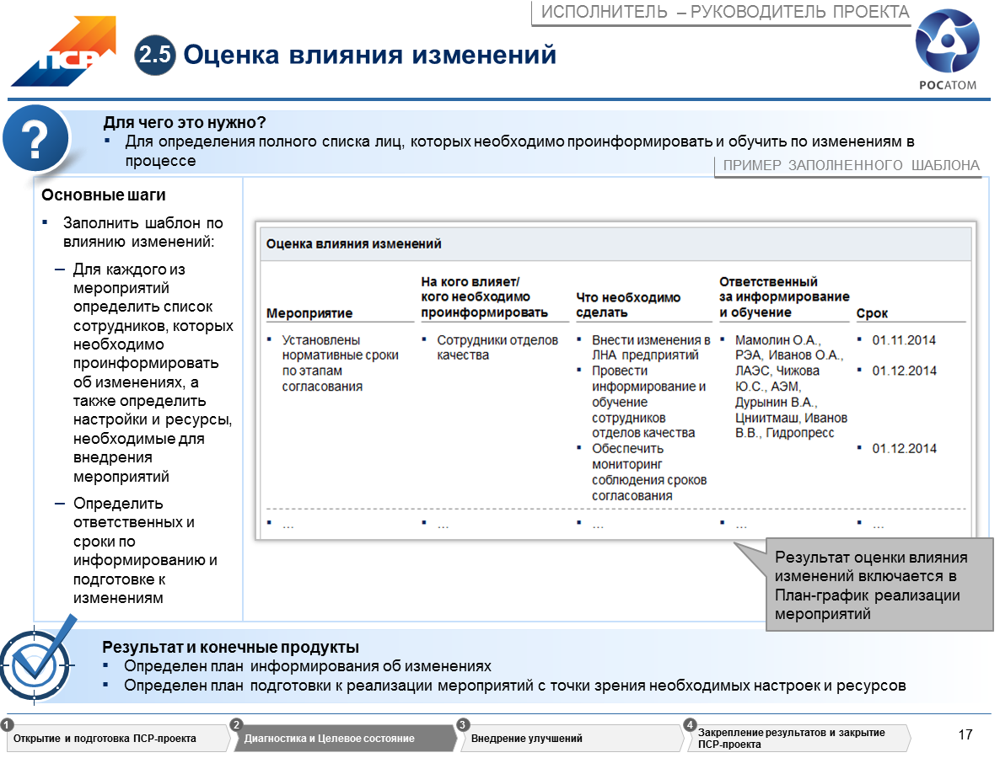 ИСПОЛНИТЕЛЬ – РУКОВОДИТЕЛЬ ПРОЕКТА
ПСР
2.5 Оценка влияния изменений
РОСАТОМ
?
Для чего это нужно?
▪ Для определения полного списка лиц, которых необходимо проинформировать и обучить по изменениям в
процессе
ПРИМЕР ЗАПОЛНЕННОГО ШАБЛОНА
Основные шаги
▪ Заполнить шаблон по
влиянию изменений:
– Для каждого из
мероприятий
определить список
сотрудников, которых
необходимо
проинформировать
об изменениях, а
также определить
настройки и ресурсы,
необходимые для
внедрения
мероприятий
– Определить
ответственных и
сроки по
информированию и
подготовке к
изменениям
Оценка влияния изменений
Мероприятие
На кого влияет/
кого необходимо
проинформировать
Что необходимо
сделать
Ответственный
за информирование
и обучение
Срок
▪ Установлены
нормативные сроки
по этапам
согласования
▪ Сотрудники отделов
качества
▪ Внести изменения в
ЛНА предприятий
▪ Провести
информирование и
обучение
сотрудников
отделов качества
▪ Обеспечить
мониторинг
соблюдения сроков
согласования
▪ Мамолин О.А.,
РЭА, Иванов О.А.,
ЛАЭС, Чижова
Ю.С., АЭМ,
Дурынин В.А.,
Цниитмаш, Иванов
В.В., Гидропресс
▪ 01.11.2014
▪ 01.12.2014
▪ 01.12.2014
▪ …
▪ …
▪ …
▪ …
▪ …
Результат оценки влияния
изменений включается в
План-график реализации
мероприятий
Результат и конечные продукты
▪ Определен план информирования об изменениях
▪ Определен план подготовки к реализации мероприятий с точки зрения необходимых настроек и ресурсов
1
Открытие и подготовка ПСР-проекта
2
Диагностика и Целевое состояние
3
Внедрение улучшений
4
Закрепление результатов и закрытие
ПСР-проекта
17